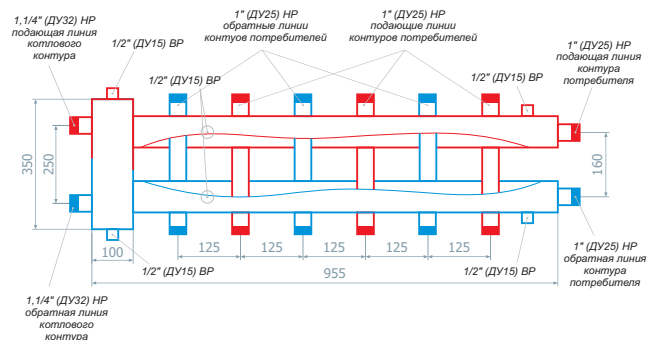 1,1/4" (ДУ32) НР
подающая линия
котлового
контура
1/2" (ДУ15) ВР
1" (ДУ25) НР
обратные линии
контуов потребителей
1" (ДУ25) НР
подающие линии
контуров потребителей
1" (ДУ25) НР
подающая линия
контура
потребителя
1/2" (ДУ15) ВР
1/2" (ДУ15) ВР
350
250
160
100
125
125
125
125
125
955
1/2" (ДУ15) ВР
1/2" (ДУ15) ВР
1" (ДУ25) НР
обратная линия
контура
потребителя
1,1/4" (ДУ32) НР
обратная линия
котлового
контура